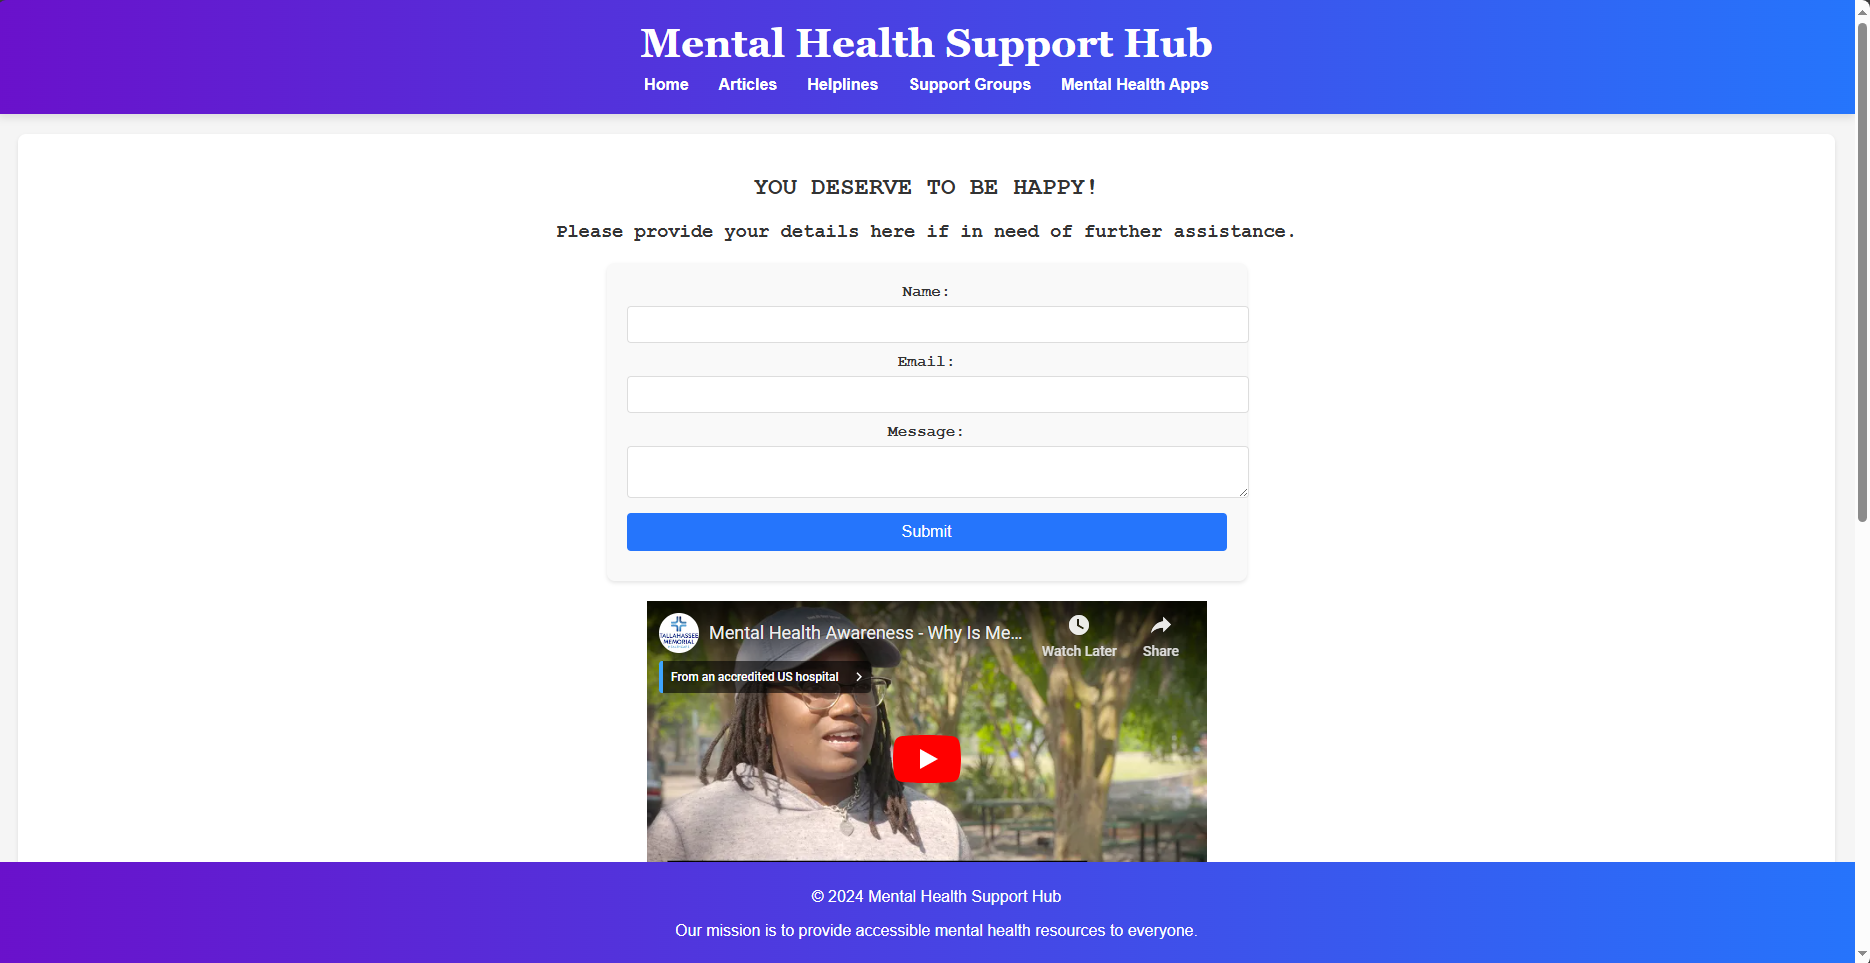 Mental Health Support Hub
Home Articles Helplines Support Groups Mental Health Apps
YOU DESERVE TO BE HAPPY!
Please provide your details here if in need of further assistance.
Name:
Email:
Message:
Submit
TALLAHASSEE
MEMORIAL
Mental Health Awareness - Why Is Me...
Watch Later
Share
From an accredited US hospital
© 2024 Mental Health Support Hub
Our mission is to provide accessible mental health resources to everyone.